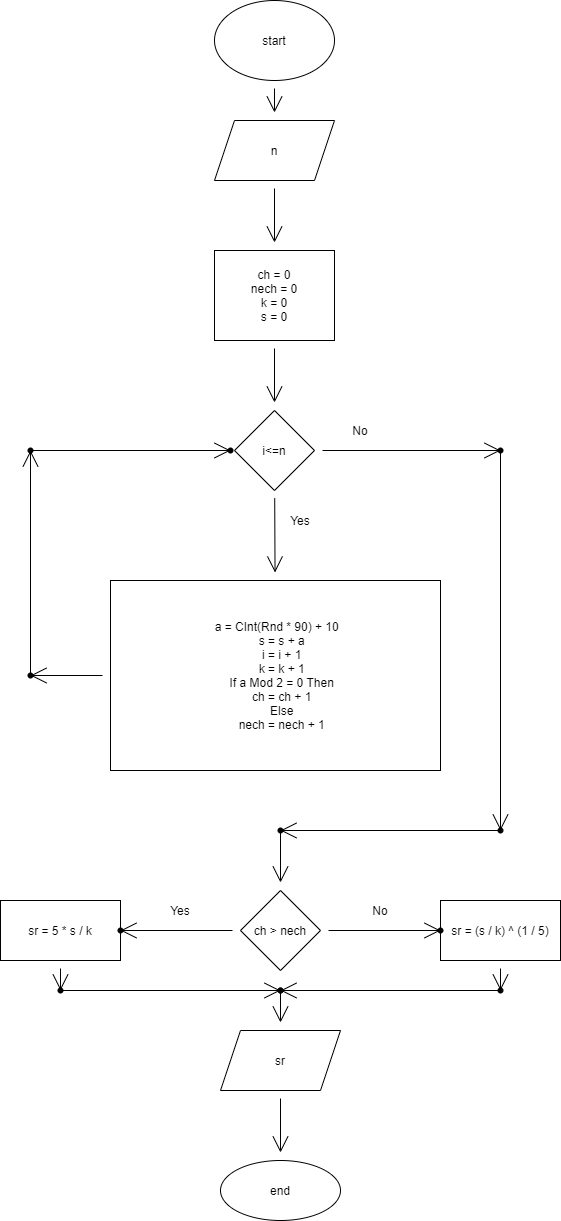 start
n
ch = 0
nech = 0
k = 0
s = 0
i<=n
No
Yes
a = CInt(Rnd * 90) + 10
s = s + a
i = i + 1
k = k + 1
If a Mod 2 = 0 Then
ch = ch + 1
Else
nech = nech + 1
Yes
No
sr = 5 * s / k
ch > nech
sr = (s / k) ^ (1 / 5)
sr
end